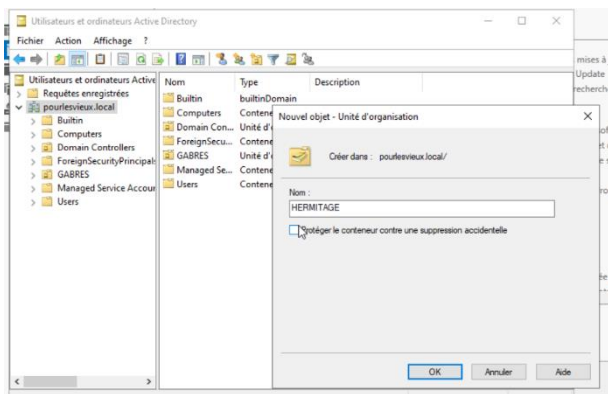 Utilisateurs et ordinateurs Active Directory
Fichier Action Affichage ?
Utilisateurs et ordinateurs Active
Requêtes enregistrées
pourlesvieux.local
Builtin
Computers
Domain Controllers
ForeignSecurityPrincipals
GABRES
Managed Service Accour
Users
Nom Type Description
Builtin builtinDomain
Computers Contene
Domain Con... Unité d'o
ForeignSecu... Contene
GABRES Unité d'o
Managed Se... Contene
Users Contene
Nouvel objet - Unité d'organisation
Créer dans : pourlesvieux.local/
Nom :
HERMITAGE
Protéger le conteneur contre une suppression accidentelle
OK Annuler Aide
mises à
Update
recherch